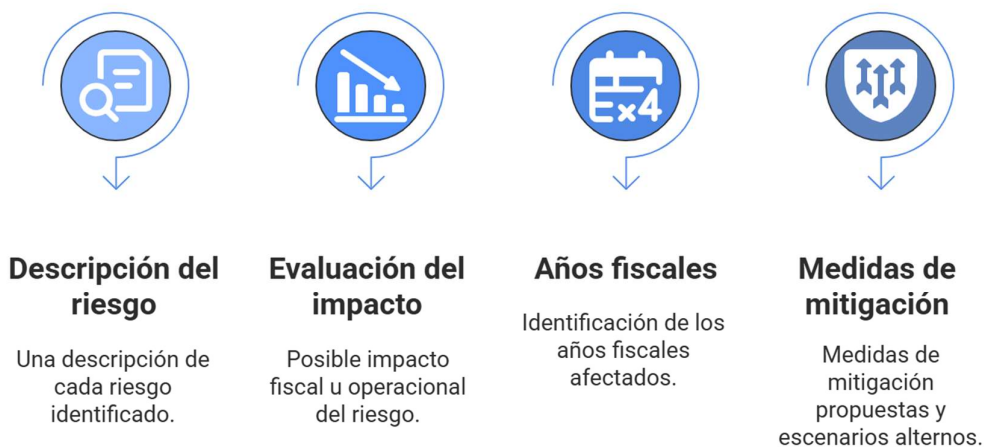 x4
Descripción del
riesgo
Una descripción de
cada riesgo
identificado.
Evaluación del
impacto
Posible impacto
fiscal u operacional
del riesgo.
Años fiscales
Identificación de los
años fiscales
afectados.
Medidas de
mitigación
Medidas de
mitigación
propuestas y
escenarios alternos.